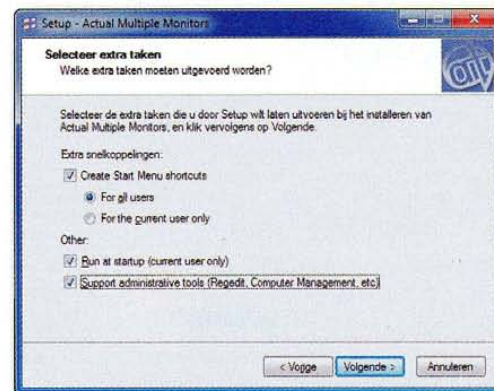 Setup - Actual Multiple Monitors
Selecteer extra taken
Welke extra taken moeten uitgevoerd worden?
Selecteer de extra taken die u door Setup wilt laten uitvoeren bij het installeren van
Actual Multiple Monitors, en klik vervolgens op Volgende.
Extra snelkoppelingen:
Create Start Menu shortcuts
For all users
For the current user only
Other:
Run at startup (current user only)
Support administrative tools (Regedit, Computer Management, etc)
< Vorige
Volgende >
Annuleren